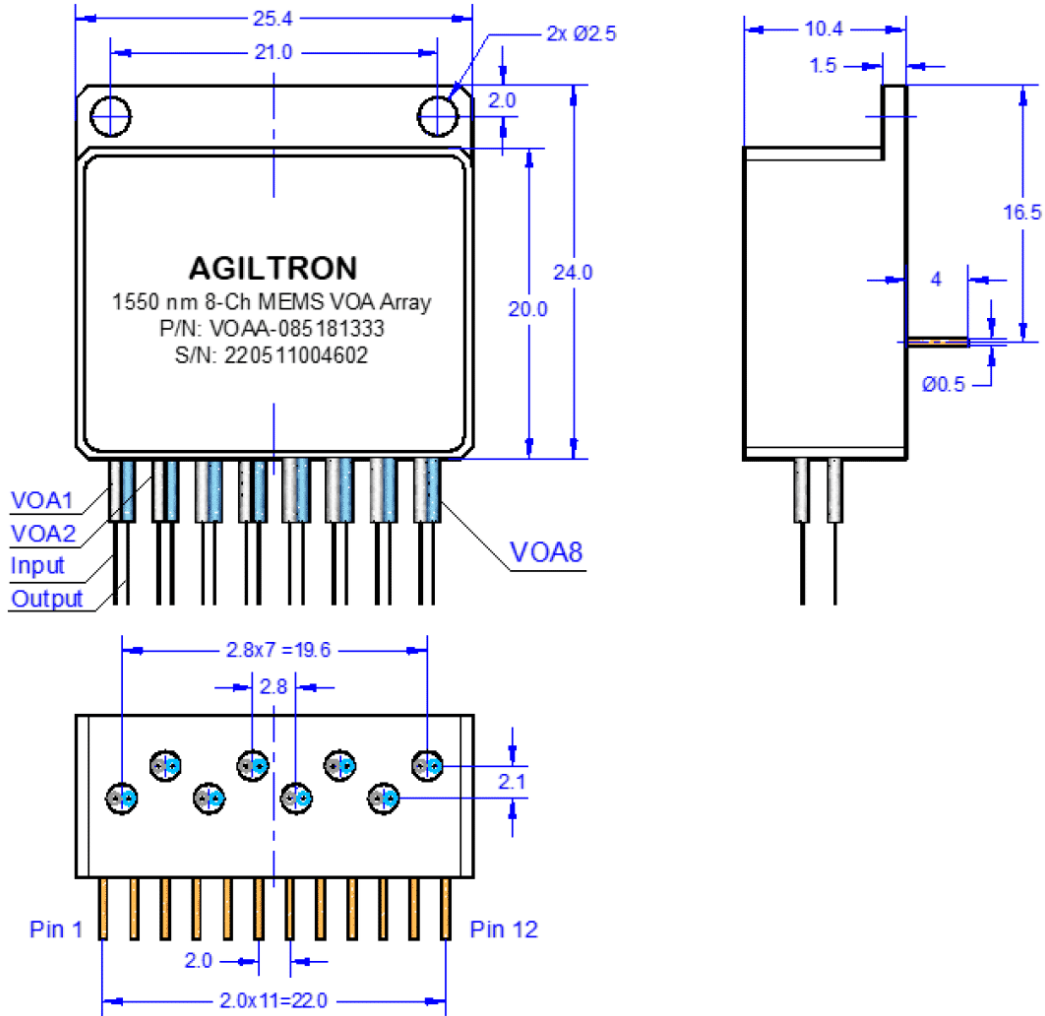 25.4
21.0
2x Ø2.5
2.0
10.4
1.5
AGILTRON
1550 nm 8-Ch MEMS VOA Array
P/N: VOAA-085181333
S/N: 220511004602
20.0
24.0
16.5
4
Ø0.5
VOA1
VOA2
Input
Output
VOA8
2.8x7 =19.6
2.8
2.1
Pin 1
Pin 12
2.0
2.0x11=22.0